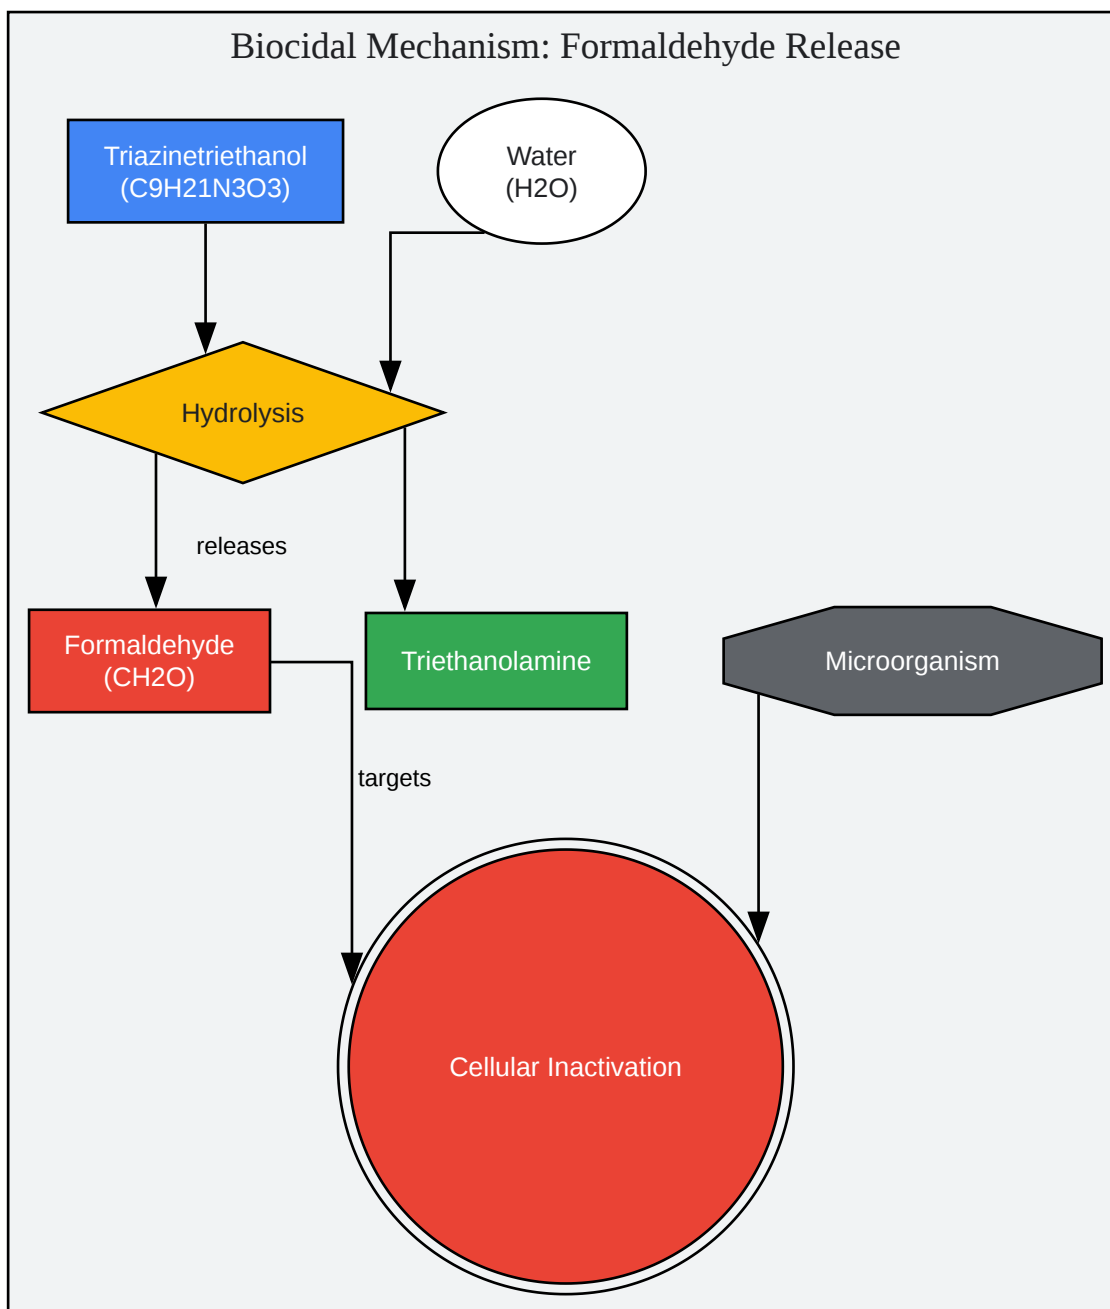 Biocidal Mechanism: Formaldehyde Release
Triazinetriethanol
(C9H21N3O3)
Water
(H2O)
Hydrolysis
releases
Formaldehyde
(CH2O)
Triethanolamine
Microorganism
targets
Cellular Inactivation